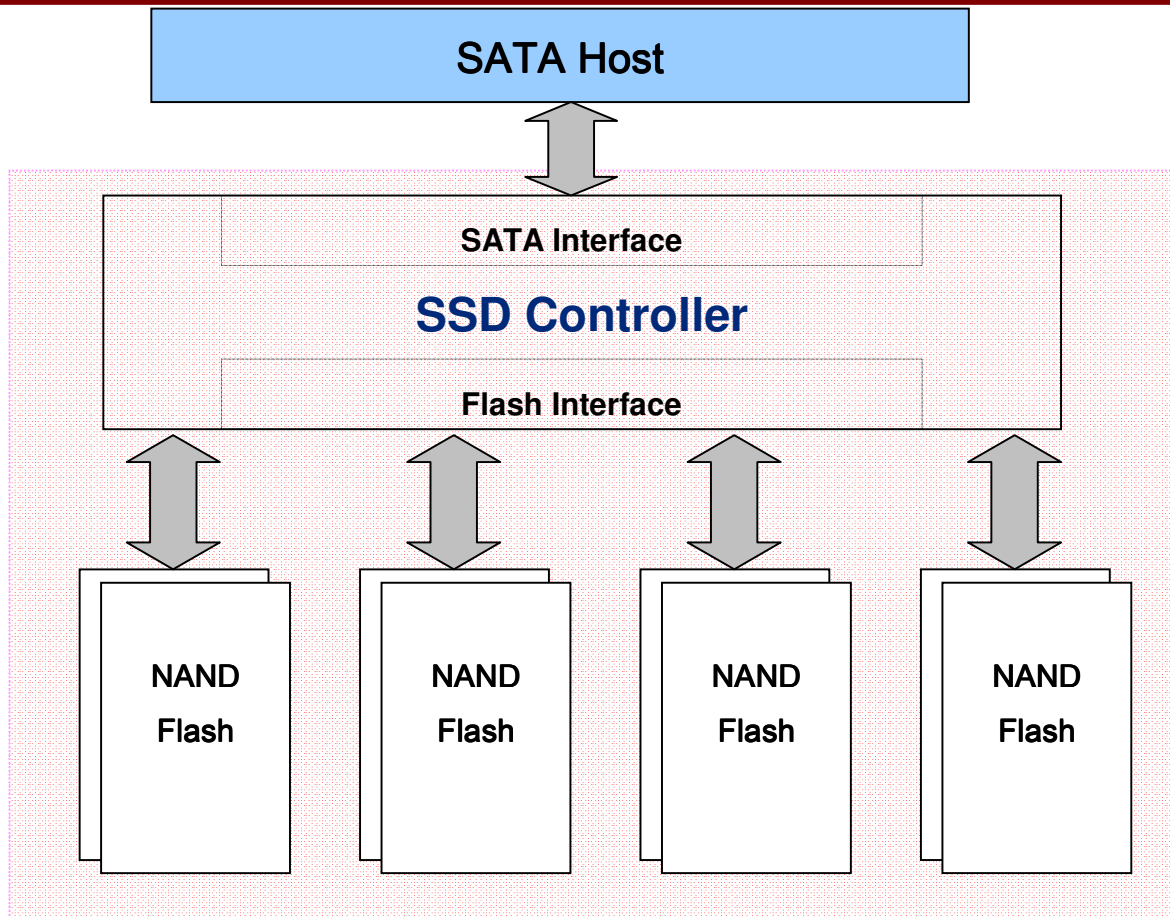 SATA Host
SATA Interface
SSD Controller
Flash Interface
NAND
Flash
NAND
Flash
NAND
Flash
NAND
Flash